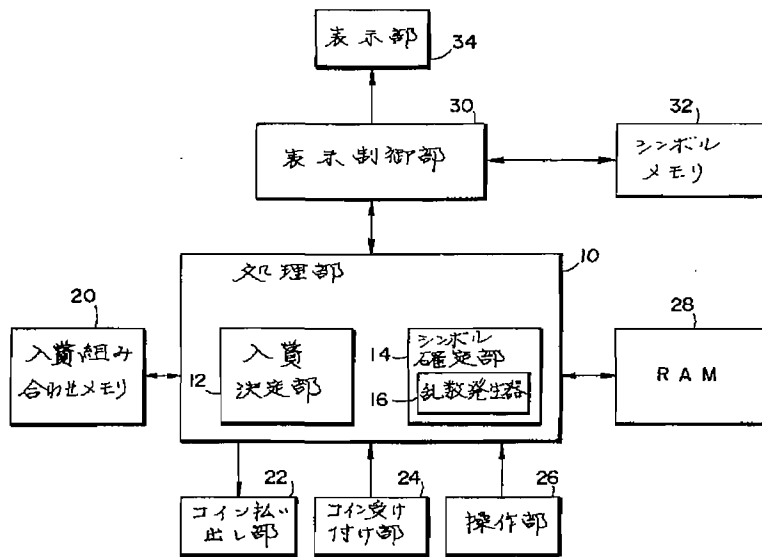 表示部
34
30
表示制御部
32
シンボル
メモリ
処理部
10
20
入賞組み
合わせメモリ
12
入賞
決定部
14
シンボル
確定部
16
乱数発生器
28
RAM
22
コイン払い
出し部
24
コイン受け
付け部
26
操作部